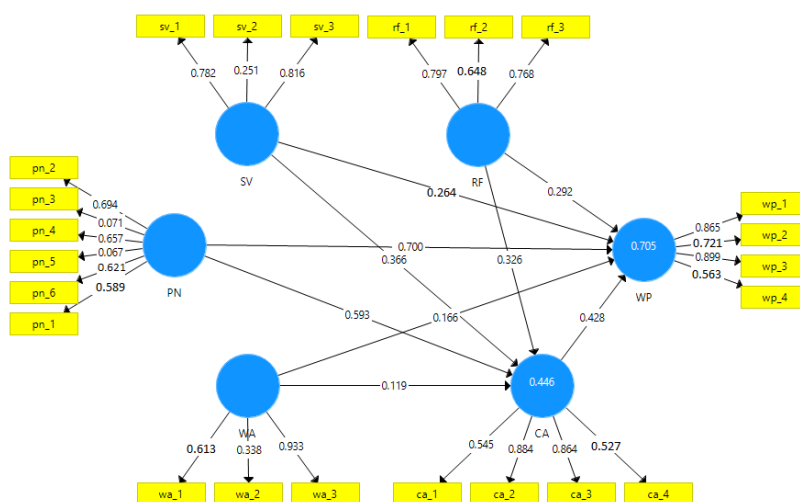 sv_1 sv_2 sv_3 rf_1 rf_2 rf_3
0.782 0.251 0.816 0.797 0.648 0.768
SV RF
pn_2
pn_3
pn_4
pn_5
pn_6
pn_1
0.694
0.071
0.657
0.067
0.621
0.589
PN
0.264
0.292
0.700
0.366
0.326
0.593
0.166
0.428
0.119
0.705
WP
0.865
0.721
0.899
0.563
wp_1
wp_2
wp_3
wp_4
0.446
WA CA
0.613 0.338 0.933 0.545 0.884 0.864 0.527
wa_1 wa_2 wa_3 ca_1 ca_2 ca_3 ca_4